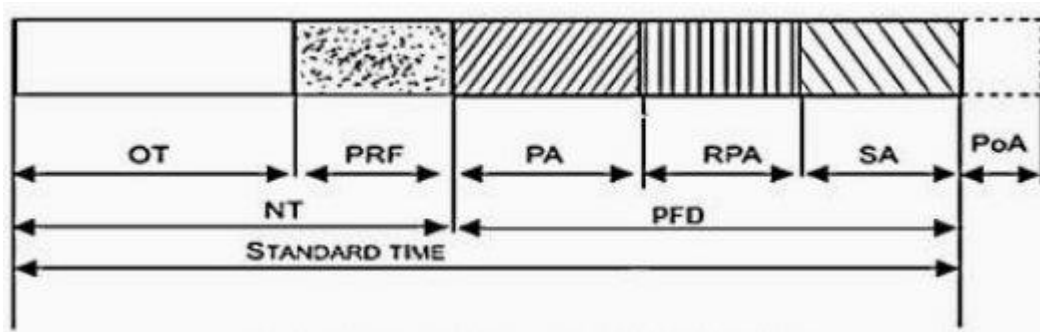 OT PRF PA RPA SA PoA
NT PFD
STANDARD TIME